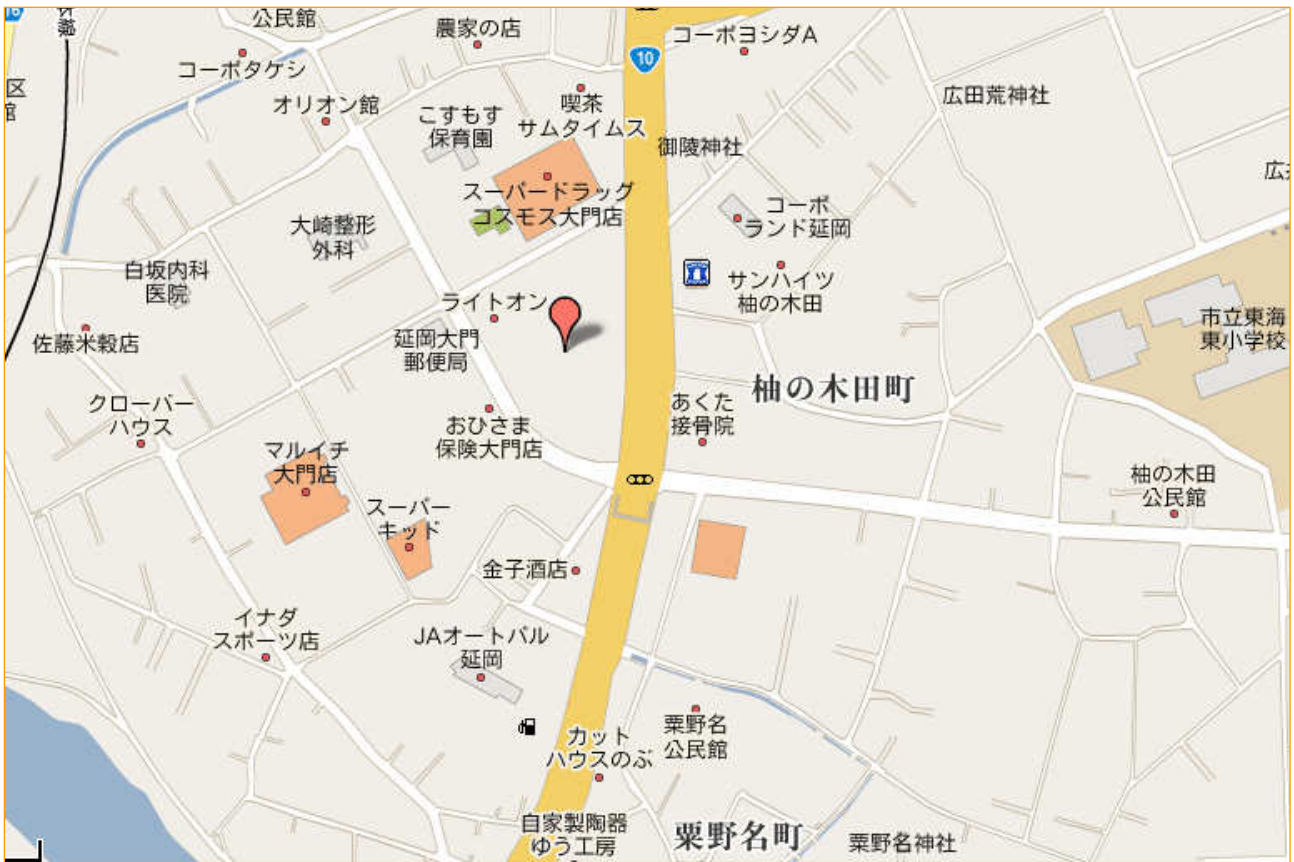 公民館
農家の店
10
コーポヨシダA
コーポタケシ
区
館
オリオン館
こすもす
保育園
喫茶
サムタイムス
広田荒神社
御陵神社
スーパードラッグ
コスモス大門店
コーポ
ランド延岡
大崎整形
外科
白坂内科
医院
サンハイツ
柚の木田
ライトオン
佐藤米穀店
延岡大門
郵便局
市立東海
東小学校
柚の木田町
クローバー
ハウス
おひさま
保険大門店
あくた
接骨院
マルイチ
大門店
柚の木田
公民館
スーパー
キッド
金子酒店
イナダ
スポーツ店
JAオートパル
延岡
粟野名
公民館
カット
ハウスのぶ
自家製陶器
ゆう工房
粟野名町
粟野名神社